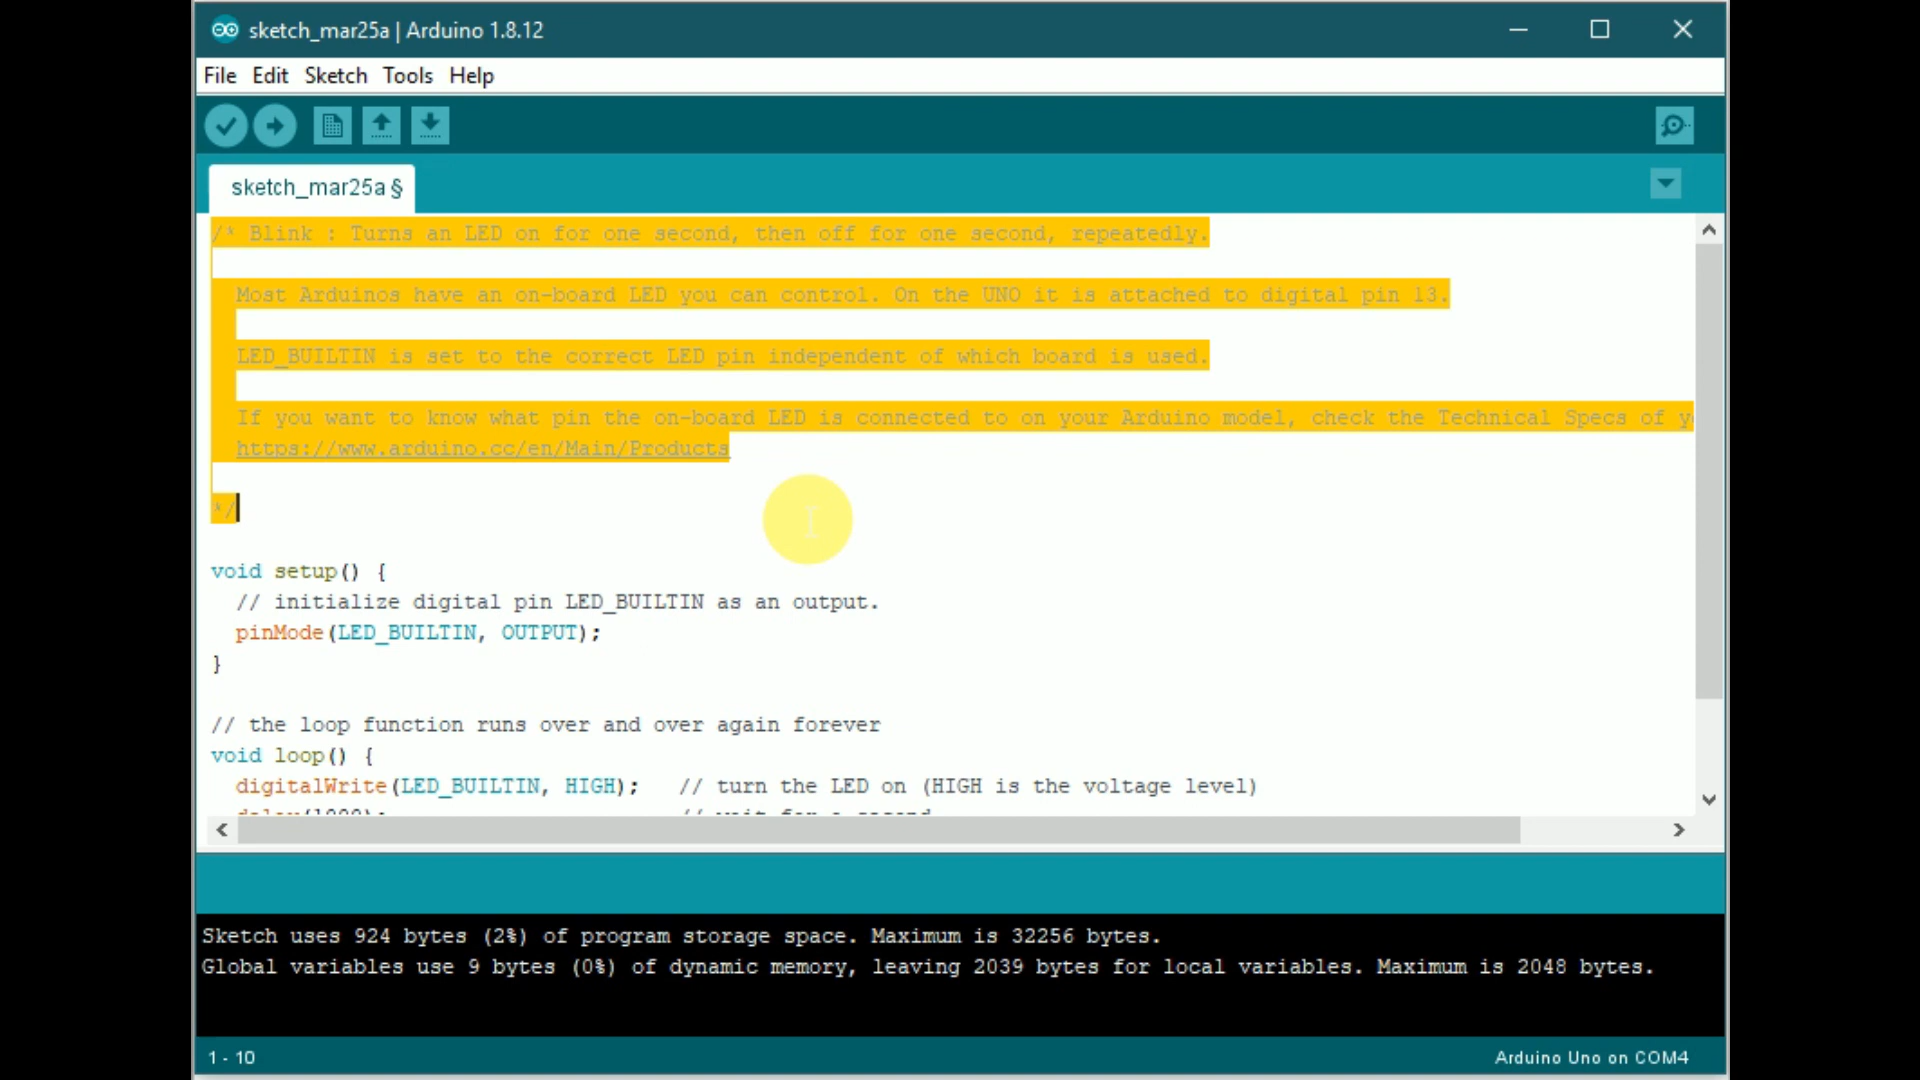 sketch_mar25a | Arduino 1.8.12
File Edit Sketch Tools Help
sketch_mar25a §
/* Blink : Turns an LED on for one second, then off for one second, repeatedly.
Most Arduinos have an on-board LED you can control. On the UNO it is attached to digital pin 13.
LED_BUILTIN is set to the correct LED pin independent of which board is used.
If you want to know what pin the on-board LED is connected to on your Arduino model, check the Technical Specs of
https://www.arduino.cc/en/Main/Products
*/
void setup() {
// initialize digital pin LED_BUILTIN as an output.
pinMode(LED_BUILTIN, OUTPUT);
}
// the loop function runs over and over again forever
void loop() {
digitalWrite(LED_BUILTIN, HIGH); // turn the LED on (HIGH is the voltage level)
delay(1000); // wait for a second
Sketch uses 924 bytes (2%) of program storage space. Maximum is 32256 bytes.
Global variables use 9 bytes (0%) of dynamic memory, leaving 2039 bytes for local variables. Maximum is 2048 bytes.
1 - 10
Arduino Uno on COM4